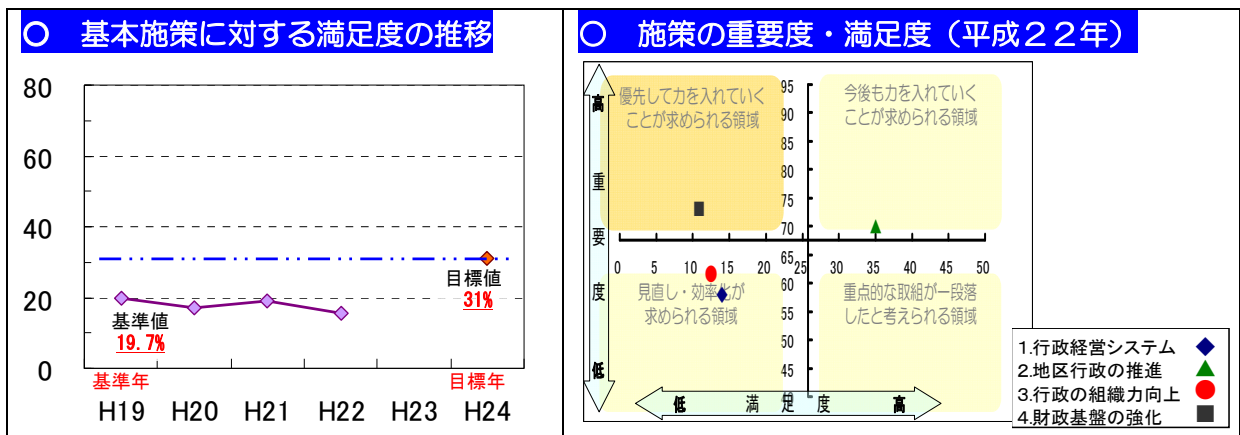 ○ 基本施策に対する満足度の推移
80
60
40
20
0
基準値
19.7%
目標値
31%
基準年
目標年
H19 H20 H21 H22 H23 H24
○ 施策の重要度・満足度(平成22年)
高
重
要
度
低
優先して力を入れていく
ことが求められる領域
今後も力を入れていく
ことが求められる領域
95
90
85
80
75
70
65
60
55
50
45
40
0 5 10 15 20 25 30 35 40 45 50
見直し・効率化が
求められる領域
重点的な取組が一段落
したと考えられる領域
低 満 足 度 高
1.行政経営システム
2.地区行政の推進
3.行政の組織力向上
4.財政基盤の強化